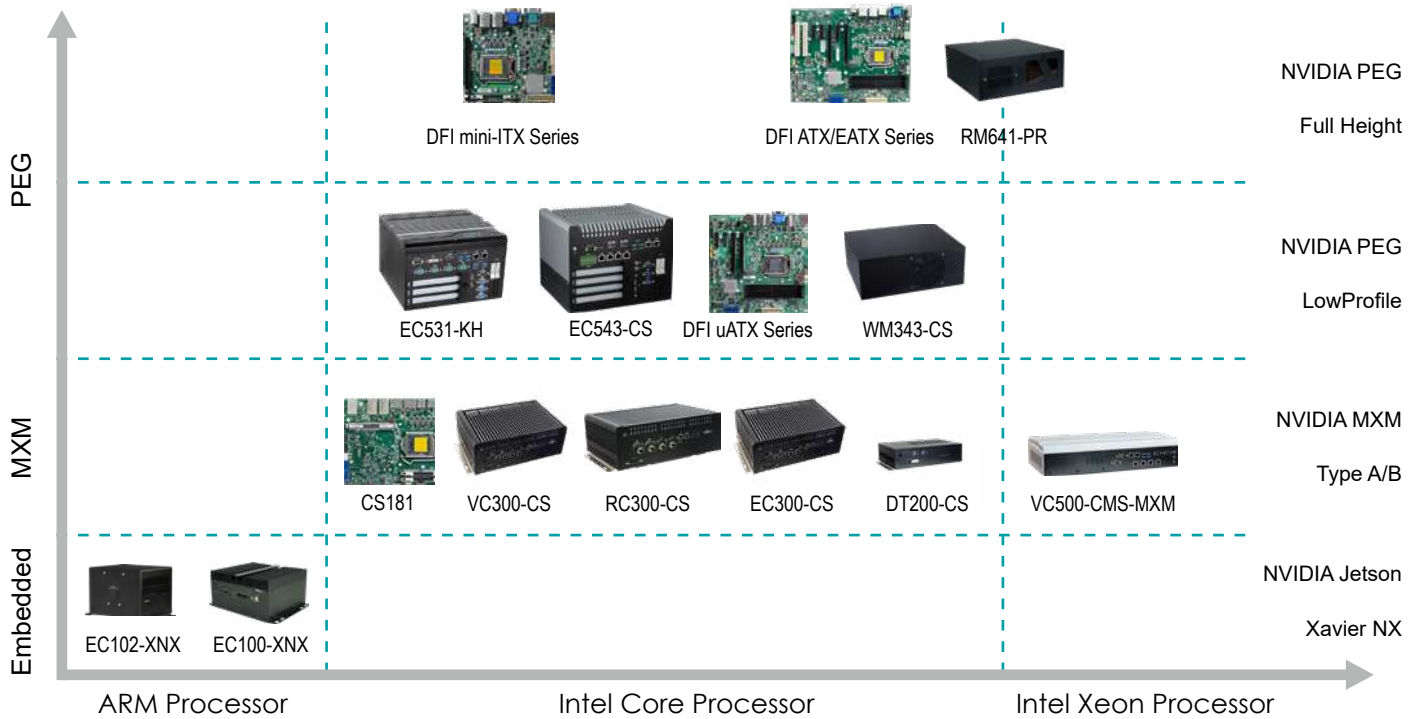 PEG
DFI mini-ITX Series
DFI ATX/EATX Series
RM641-PR
NVIDIA PEG
Full Height
EC531-KH
EC543-CS
DFI uATX Series
WM343-CS
NVIDIA PEG
LowProfile
MXM
CS181
VC300-CS
RC300-CS
EC300-CS
DT200-CS
VC500-CMS-MXM
NVIDIA MXM
Type A/B
Embedded
EC102-XNX
EC100-XNX
NVIDIA Jetson
Xavier NX
ARM Processor
Intel Core Processor
Intel Xeon Processor